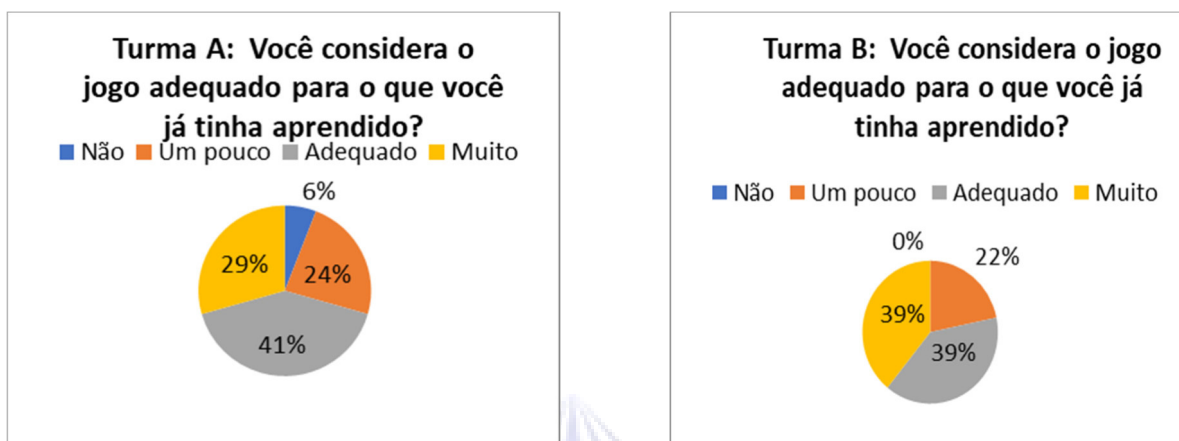 Turma A: Você considera o
jogo adequado para o que você
já tinha aprendido?
Não Um pouco Adequado Muito
6%
29%
24%
41%
Turma B: Você considera o jogo
adequado para o que você já
tinha aprendido?
Não Um pouco Adequado Muito
0%
22%
39%
39%